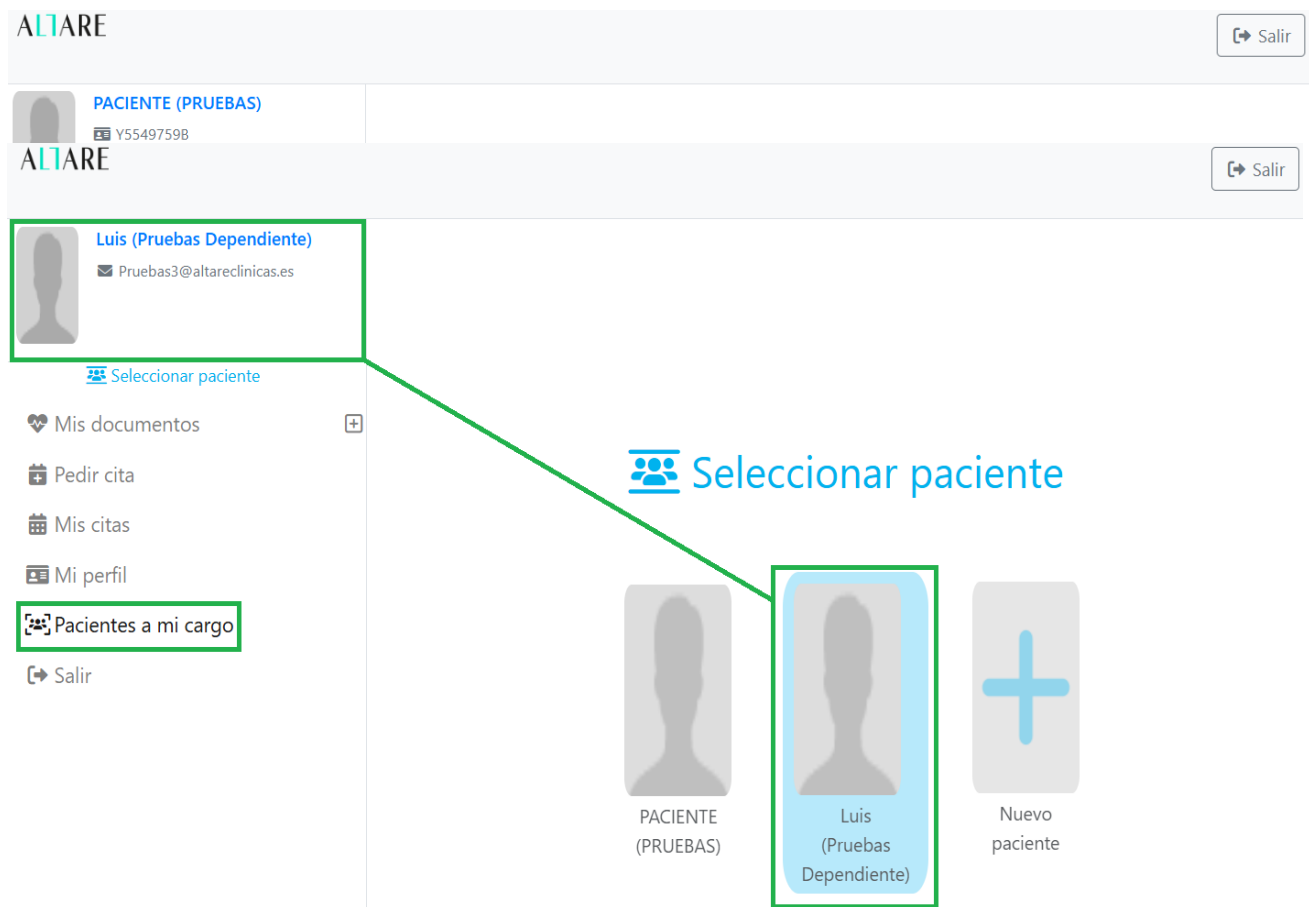 ALTARE
Salir
PACIENTE (PRUEBAS)
Y5549759B
ALTARE
Salir
Luis (Pruebas Dependiente)
Pruebas3@altareclinicas.es
Seleccionar paciente
Mis documentos
Pedir cita
Mis citas
Mi perfil
Pacientes a mi cargo
Salir
Seleccionar paciente
PACIENTE
(PRUEBAS)
Luis
(Pruebas
Dependiente)
Nuevo
paciente